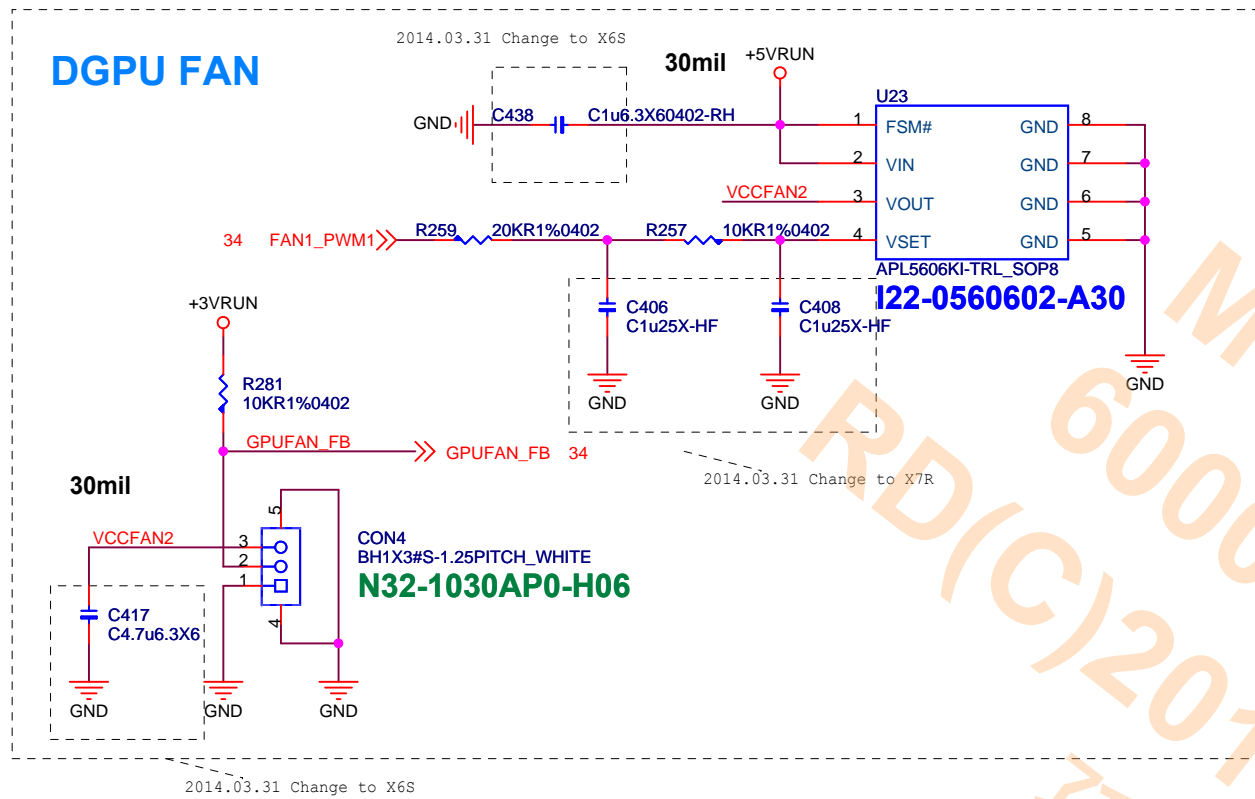 2014.03.31 Change to X6S
DGPU FAN
30mil
+5VRUN
U23
GND
C438
C1u6.3X60402-RH
1 FSM# GND 8
2 VIN GND 7
VCCFAN2
3 VOUT GND 6
34 FAN1_PWM1
R259 20KR1%0402
R257 10KR1%0402
4 VSET GND 5
APL5606KI-TRL_SOP8
I22-0560602-A30
C406
C1u25X-HF
C408
C1u25X-HF
GND
GND
GND
2014.03.31 Change to X7R
+3VRUN
R281
10KR1%0402
GPUFAN_FB
GPUFAN_FB 34
30mil
VCCFAN2
5
3
2
1
4
CON4
BH1X3#S-1.25PITCH_WHITE
N32-1030AP0-H06
C417
C4.7u6.3X6
GND
GND
GND
2014.03.31 Change to X6S
M
6000
RD(C)201